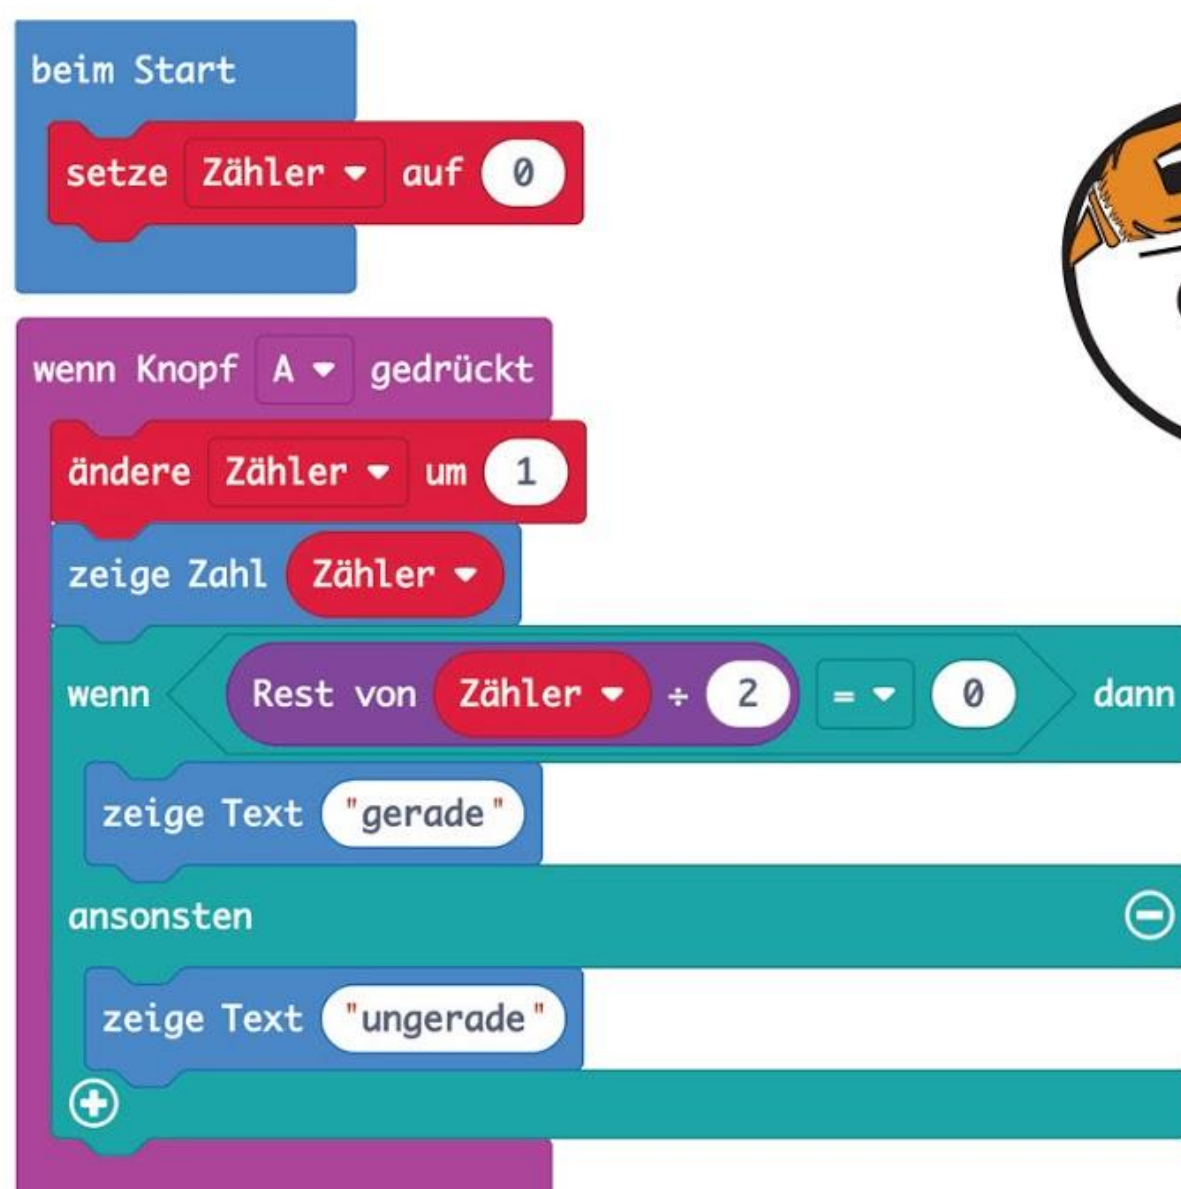 beim Start
setze Zähler auf 0
wenn Knopf A gedrückt
ändere Zähler um 1
zeige Zahl Zähler
wenn Rest von Zähler ÷ 2 = 0 dann
zeige Text "gerade"
ansonsten
zeige Text "ungerade"